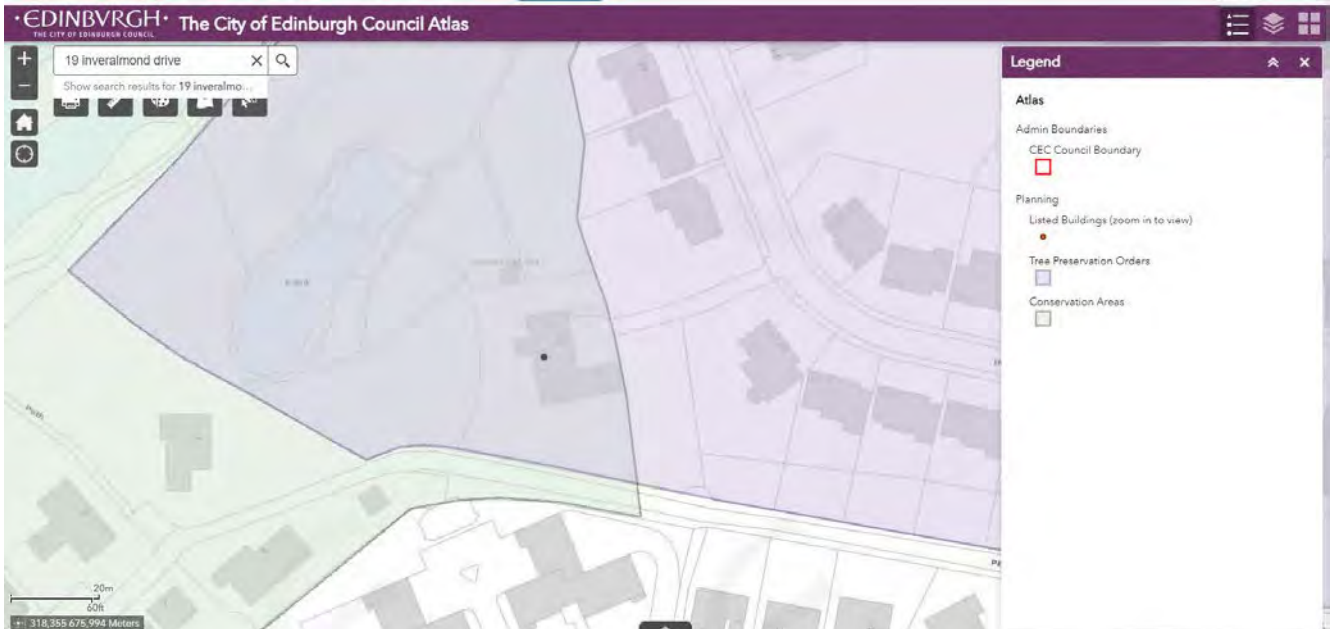 ·EDINBVRGH·
THE CITY OF EDINBURGH COUNCIL
The City of Edinburgh Council Atlas
19 inveralmond drive
Show search results for 19 inveralmo...
Legend
Atlas
Admin Boundaries
CEC Council Boundary
Planning
Listed Buildings (zoom in to view)
Tree Preservation Orders
Conservation Areas
Path
20m
60ft
318,355 675,994 Meters